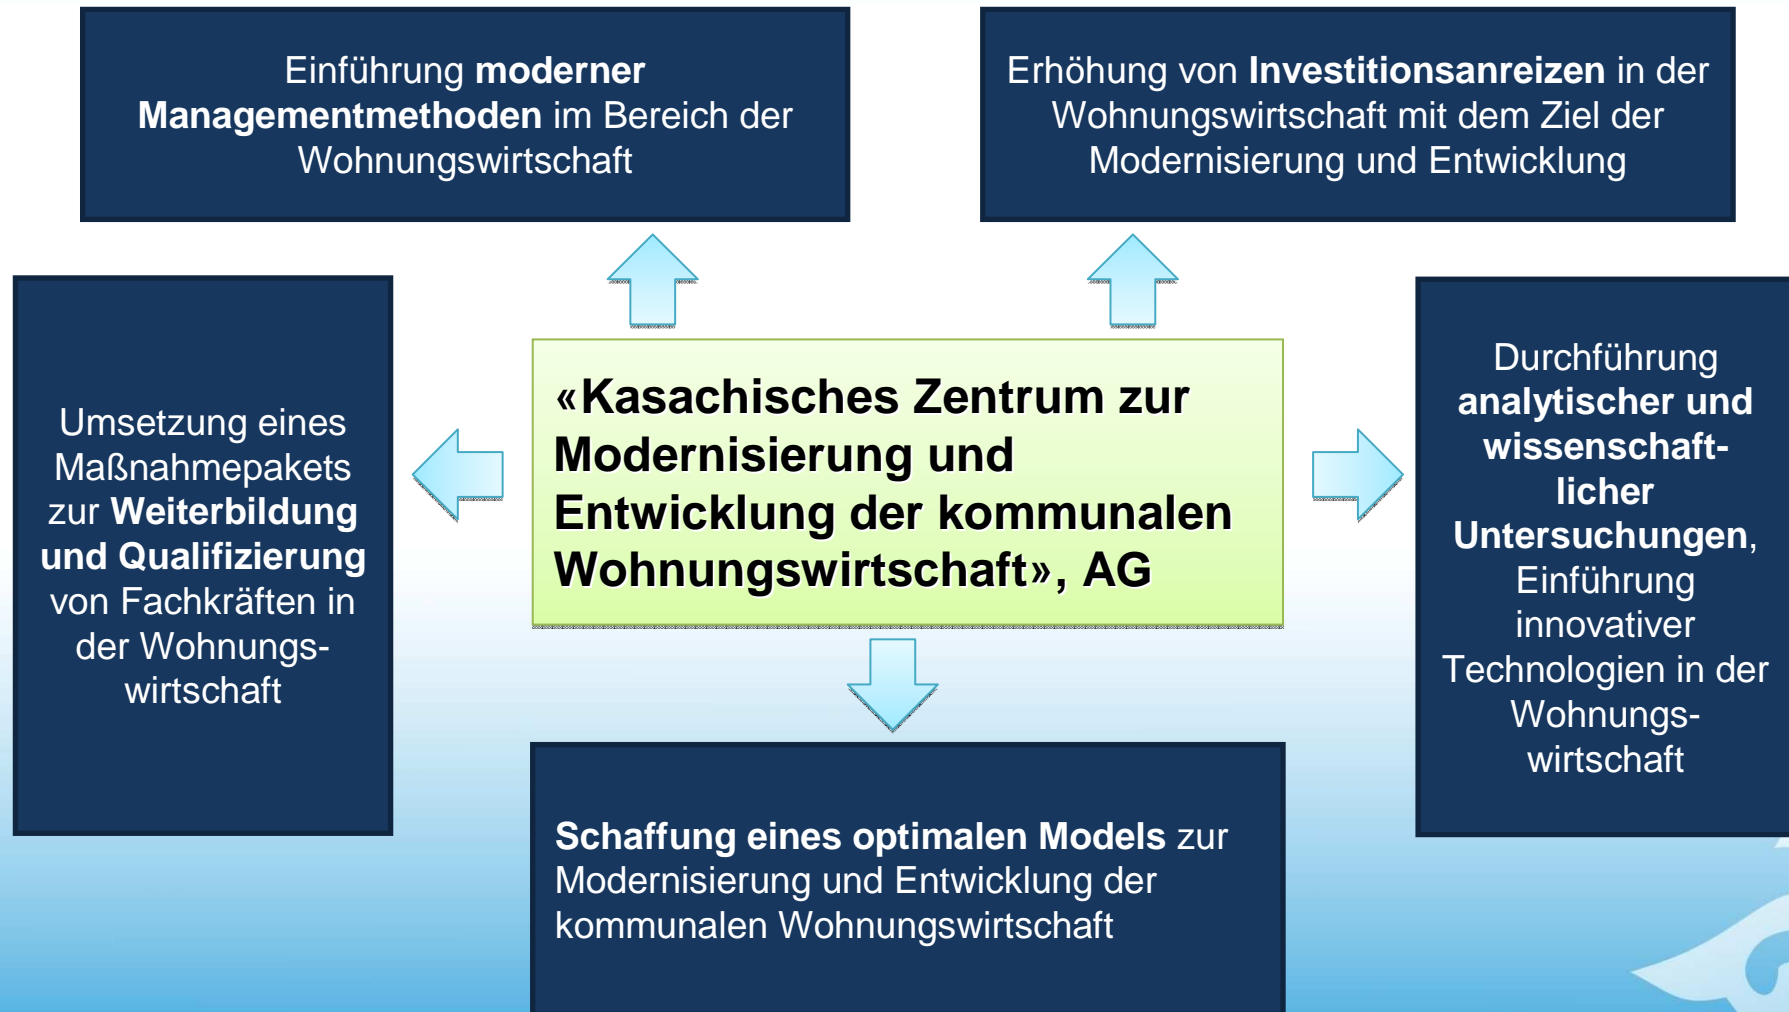 Einführung moderner
Managementmethoden im Bereich der
Wohnungswirtschaft
Erhöhung von Investitionsanreizen in der
Wohnungswirtschaft mit dem Ziel der
Modernisierung und Entwicklung
Umsetzung eines
Maßnahmepakets
zur Weiterbildung
und Qualifizierung
von Fachkräften in
der Wohnungs-
wirtschaft
«Kasachisches Zentrum zur
Modernisierung und
Entwicklung der kommunalen
Wohnungswirtschaft», AG
Durchführung
analytischer und
wissenschaft-
licher
Untersuchungen,
Einführung
innovativer
Technologien in der
Wohnungs-
wirtschaft
Schaffung eines optimalen Models zur
Modernisierung und Entwicklung der
kommunalen Wohnungswirtschaft